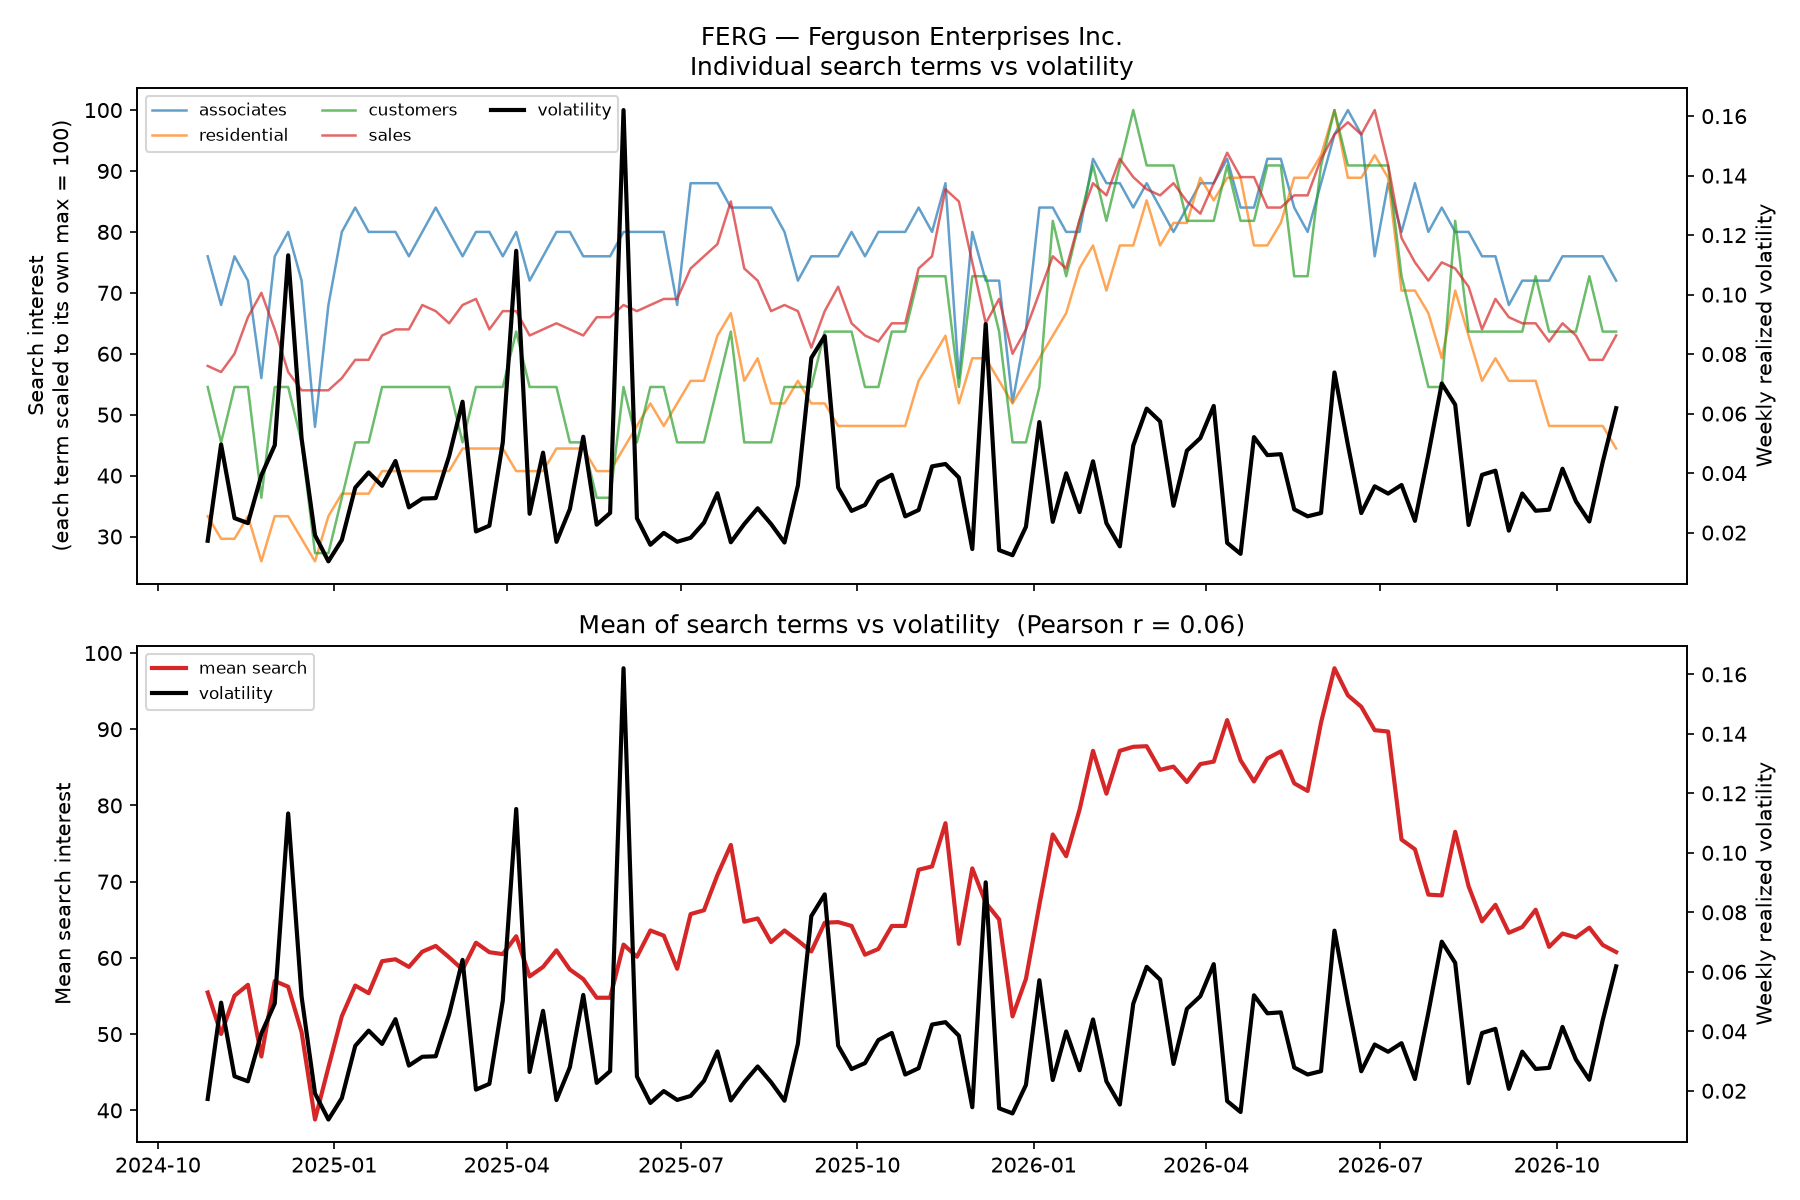 FERG — Ferguson Enterprises Inc.
Individual search terms vs volatility
associates
residential
customers
sales
volatility
Search interest
(each term scaled to its own max = 100)
100
90
80
70
60
50
40
30
0.16
0.14
0.12
0.10
0.08
0.06
0.04
0.02
Weekly realized volatility
Mean of search terms vs volatility (Pearson r = 0.06)
mean search
volatility
Mean search interest
100
90
80
70
60
50
40
0.16
0.14
0.12
0.10
0.08
0.06
0.04
0.02
Weekly realized volatility
2024-10 2025-01 2025-04 2025-07 2025-10 2026-01 2026-04 2026-07 2026-10